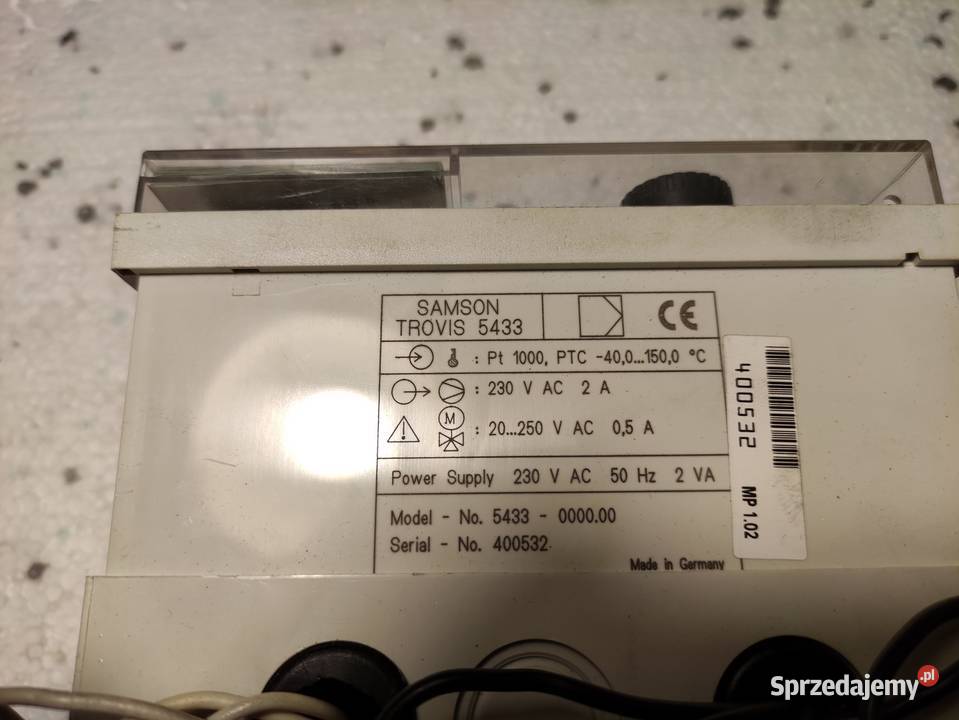 SAMSON
TROVIS 5433
CE
: Pt 1000, PTC -40,0...150,0 °C
: 230 V AC 2 A
M
: 20...250 V AC 0,5 A
Power Supply 230 V AC 50 Hz 2 VA
Model - No. 5433 - 0000.00
Serial - No. 400532
Made in Germany
400532 MP 1.02
Sprzedajemy.pl